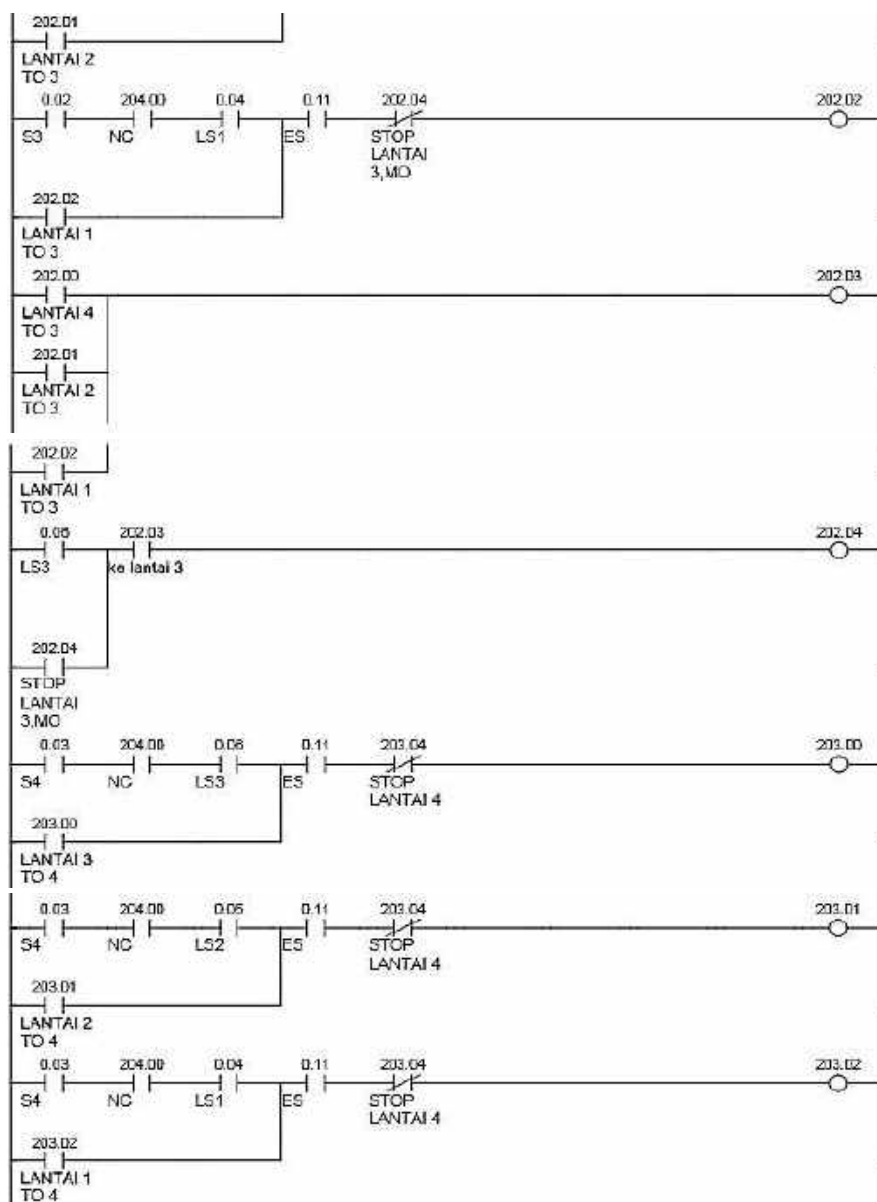 202.01
LANTAI 2
TO 3
0.02 204.00 0.04 0.11 202.04 202.02
S3 NC LS1 ES STOP
LANTAI
3,MO
202.02
LANTAI 1
TO 3
202.00 202.03
LANTAI 4
TO 3
202.01
LANTAI 2
TO 3
202.02
LANTAI 1
TO 3
0.06 202.03 202.04
LS3 ke lantai 3
202.04
STOP
LANTAI
3,MO
0.03 204.00 0.06 0.11 203.04 203.00
S4 NC LS3 ES STOP
LANTAI 4
203.00
LANTAI 3
TO 4
0.03 204.00 0.05 0.11 203.04 203.01
S4 NC LS2 ES STOP
LANTAI 4
203.01
LANTAI 2
TO 4
0.03 204.00 0.04 0.11 203.04 203.02
S4 NC LS1 ES STOP
LANTAI 4
203.02
LANTAI 1
TO 4